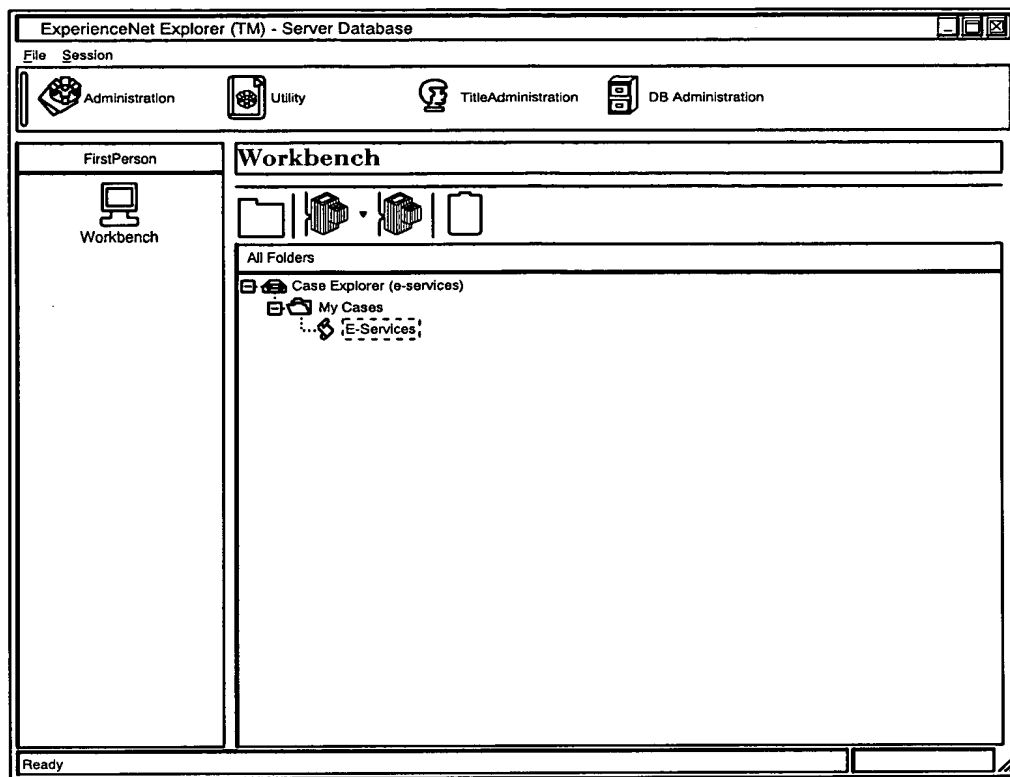 ExperienceNet Explorer (TM) - Server Database
File Session
Administration Utility TitleAdministration DB Administration
FirstPerson
Workbench
Workbench
All Folders
Case Explorer (e-services)
My Cases
E-Services
Ready